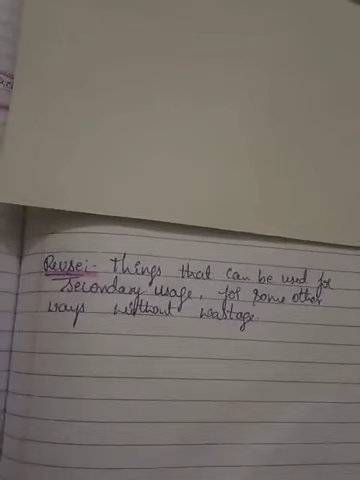 Reuse:- Things that can be used for
secondary usage, for some other
ways without wastage.